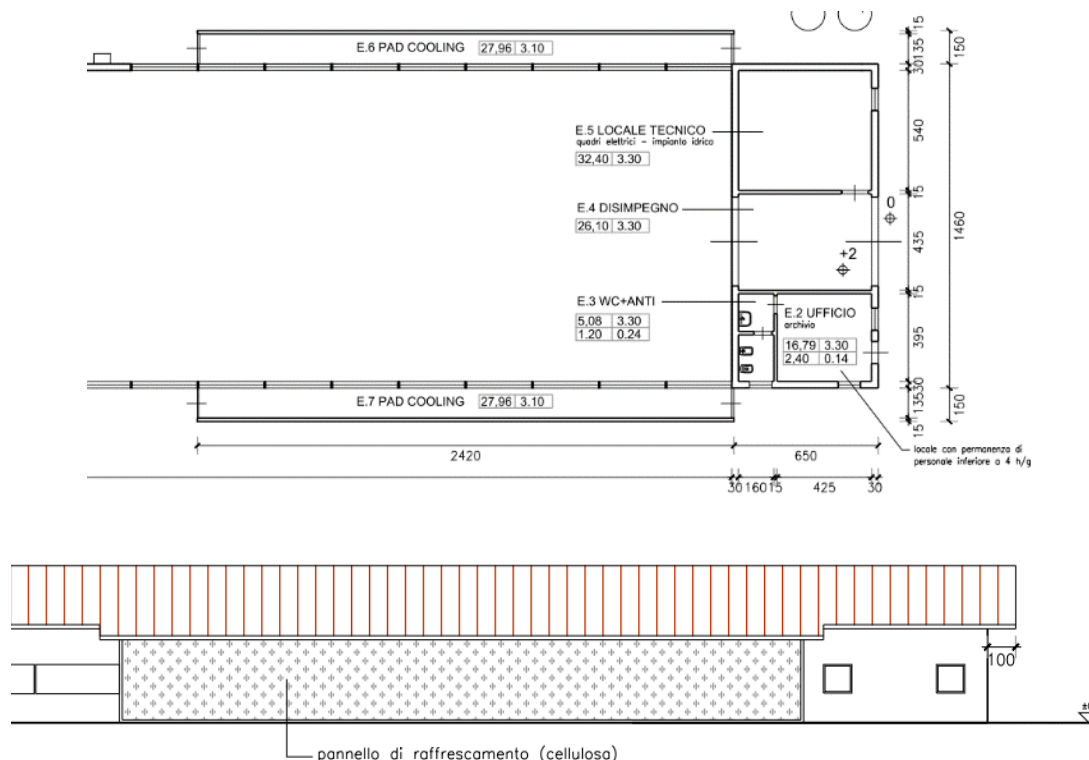 E.6 PAD COOLING 27,96 3.10
15
135
30
150
E.5 LOCALE TECNICO
quadri elettrici - impianto idrico
32,40 3.30
540
15
0
E.4 DISIMPEGNO
26,10 3.30
435
1460
+2
15
E.3 WC+ANTI
5,08 3.30
1.20 0.24
E.2 UFFICIO
archivio
16,79 3.30
2,40 0.14
395
30
E.7 PAD COOLING 27,96 3.10
135
15
150
locale con permanenza di
personale inferiore a 4 h/g
2420
650
30 160 15 425 30
100
pannello di raffrescamento (cellulosa)